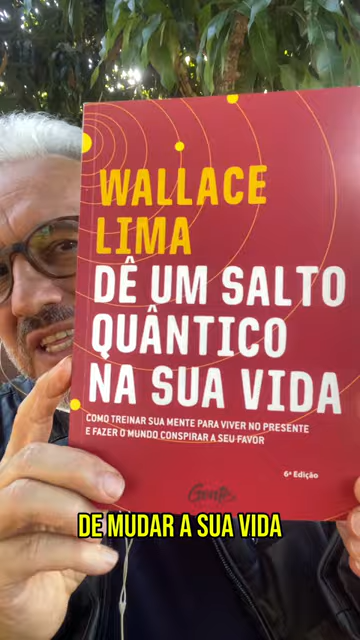 WALLACE
LIMA
DÊ UM SALTO
QUÂNTICO
NA SUA VIDA
COMO TREINAR SUA MENTE PARA VIVER NO PRESENTE
E FAZER O MUNDO CONSPIRAR A SEU FAVOR
6ª Edição
Gente
DE MUDAR A SUA VIDA